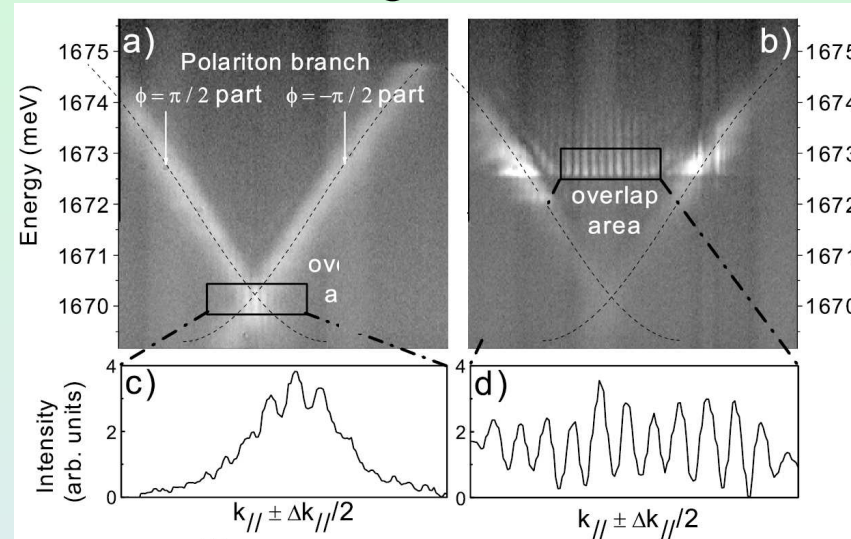 a)
Polariton branch
ϕ = π / 2 part ϕ = −π / 2 part
b)
1675
1674
1673
1672
1671
1670
Energy (meV)
overlap
area
a
1675
1674
1673
1672
1671
1670
c)
4
2
0
Intensity
(arb. units)
k// ± Δk///2
d)
4
2
0
k// ± Δk///2